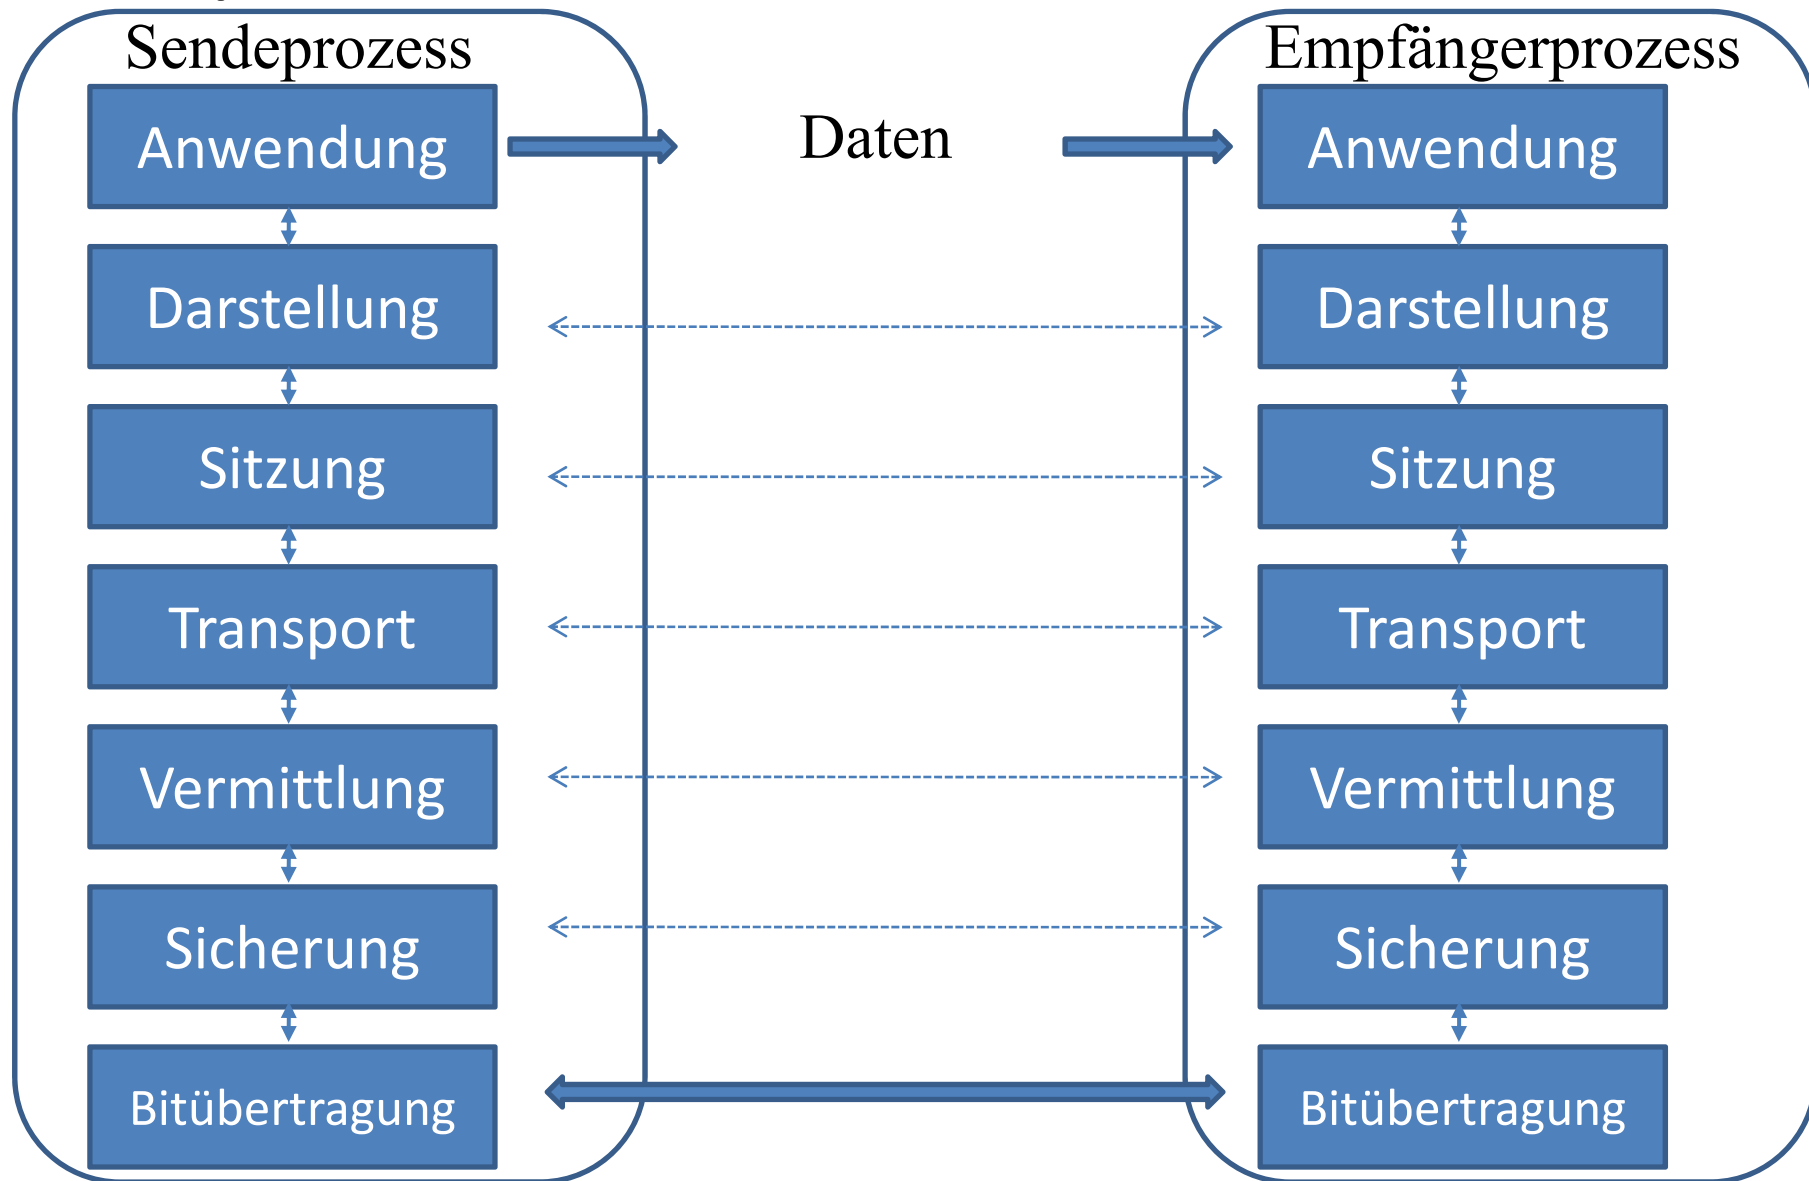 Sendeprozess
Empfängerprozess
Anwendung
Daten
Anwendung
Darstellung
Darstellung
Sitzung
Sitzung
Transport
Transport
Vermittlung
Vermittlung
Sicherung
Sicherung
Bitübertragung
Bitübertragung